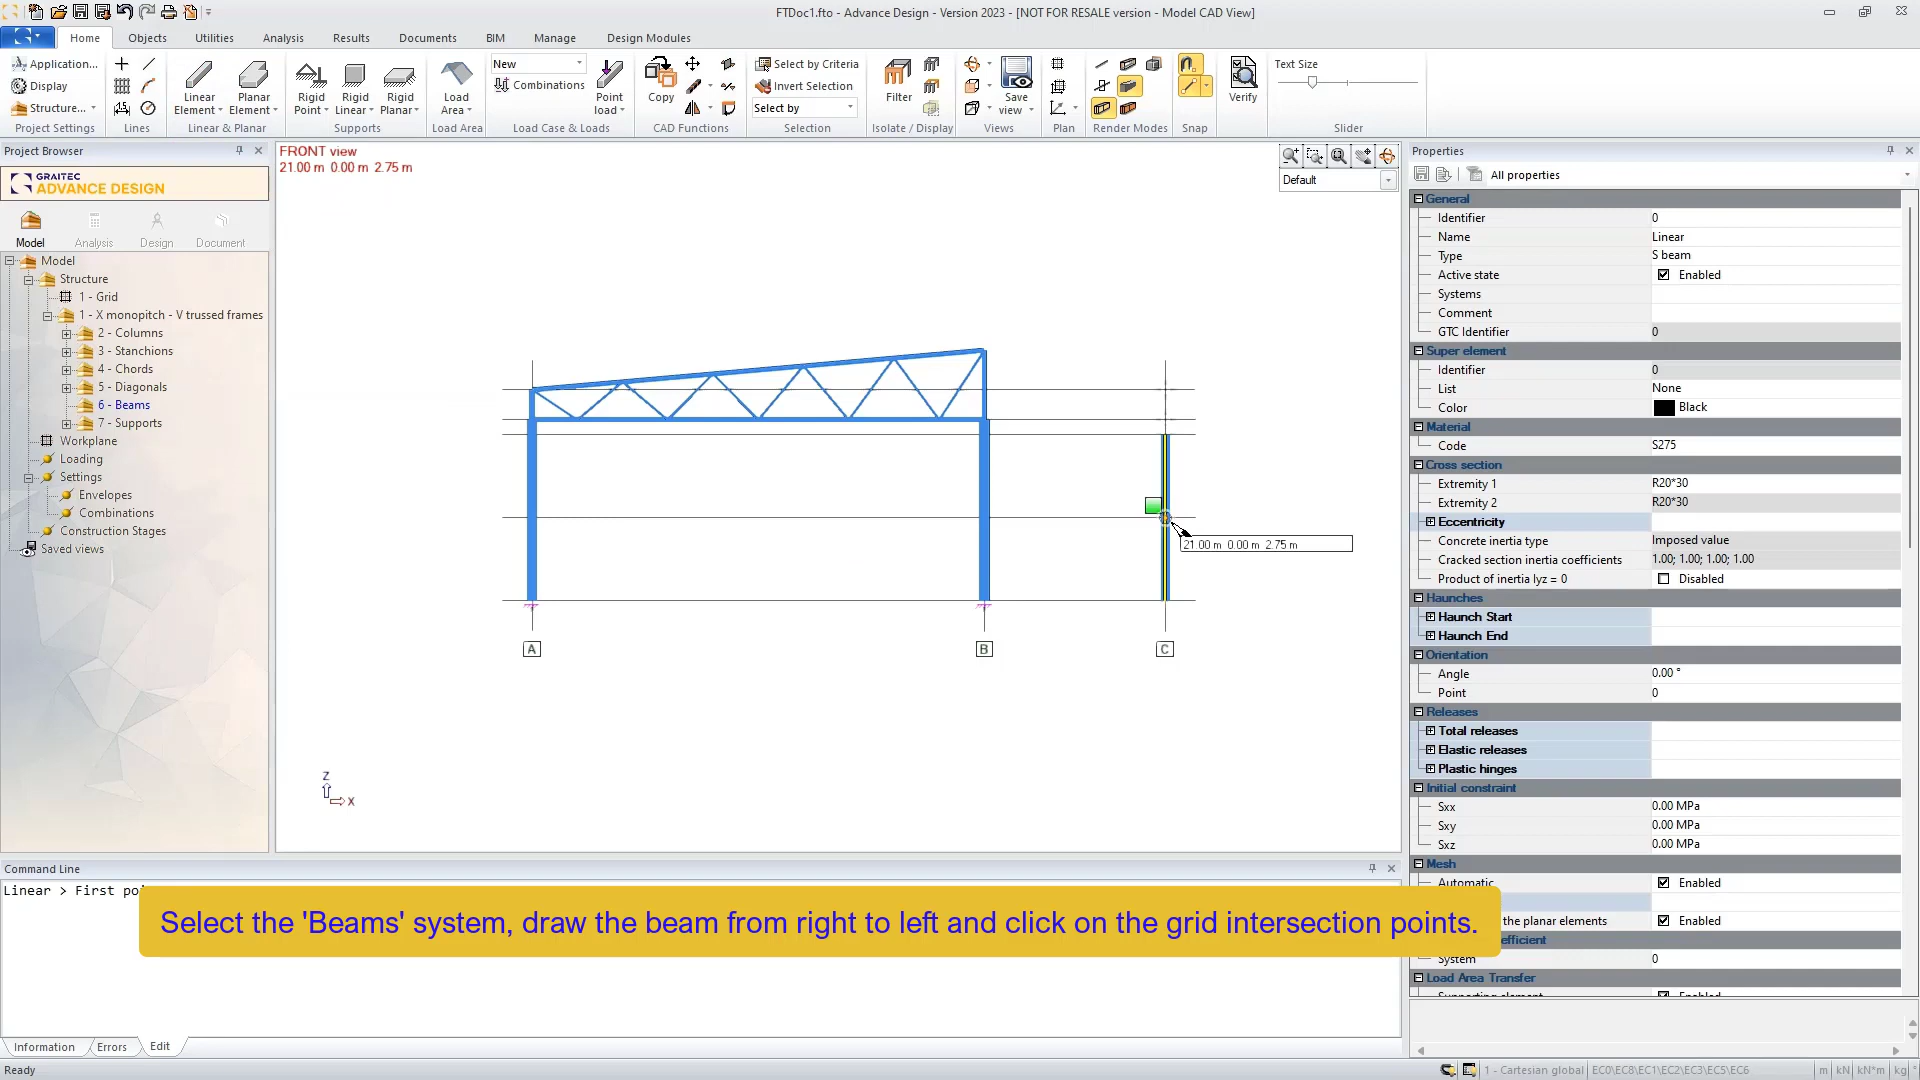 FTDoc1.fto - Advance Design - Version 2023 - [NOT FOR RESALE version - Model CAD View]
Home Objects Utilities Analysis Results Documents BIM Manage Design Manuals
Application...
Display
Structure...
Project Settings
Lines
Linear Element
Planar Element
Linear & Planar
Rigid Point
Rigid Linear
Rigid Planar
Supports
Load Area
Load Area
New
Combinations
Point load
Load Case & Loads
Copy
CAD Functions
Select by Criteria
Invert Selection
Select by
Selection
Filter
Isolate / Display
Save view
Views
Plan
Render Modes
Snap
Verify
Text Size
Slider
Project Browser
GRAITEC
ADVANCE DESIGN
Model Analysis Design Document
Model
Structure
1 - Grid
1 - X monopitch - V trussed frames
2 - Columns
3 - Stanchions
4 - Chords
5 - Diagonals
6 - Beams
7 - Supports
Workplane
Loading
Settings
Envelopes
Combinations
Construction Stages
Saved views
FRONT view
21.00 m 0.00 m 2.75 m
Default
21.00 m 0.00 m 2.75 m
A B C
Z
X
Properties
All properties
General
Identifier 0
Name Linear
Type S beam
Active state Enabled
Systems
Comment
GTC Identifier 0
Super element
Identifier 0
List None
Color Black
Material
Code S275
Cross section
Extremity 1 R20*30
Extremity 2 R20*30
Eccentricity
Concrete inertia type Imposed value
Cracked section inertia coefficients 1.00; 1.00; 1.00; 1.00
Product of inertia Iyz = 0 Disabled
Haunches
Haunch Start
Haunch End
Orientation
Angle 0.00 °
Point 0
Releases
Total releases
Elastic releases
Plastic hinges
Initial constraint
Sxx 0.00 MPa
Sxy 0.00 MPa
Sxz 0.00 MPa
Mesh
Automatic Enabled
the planar elements Enabled
System 0
Load Area Transfer
Supporting element Enabled
Command Line
Linear > First
Select the 'Beams' system, draw the beam from right to left and click on the grid intersection points.
Information Errors Edit
Ready
1 - Cartesian global EC0\EC8\EC1\EC2\EC3\EC5\EC6 m kN kN*m kg °